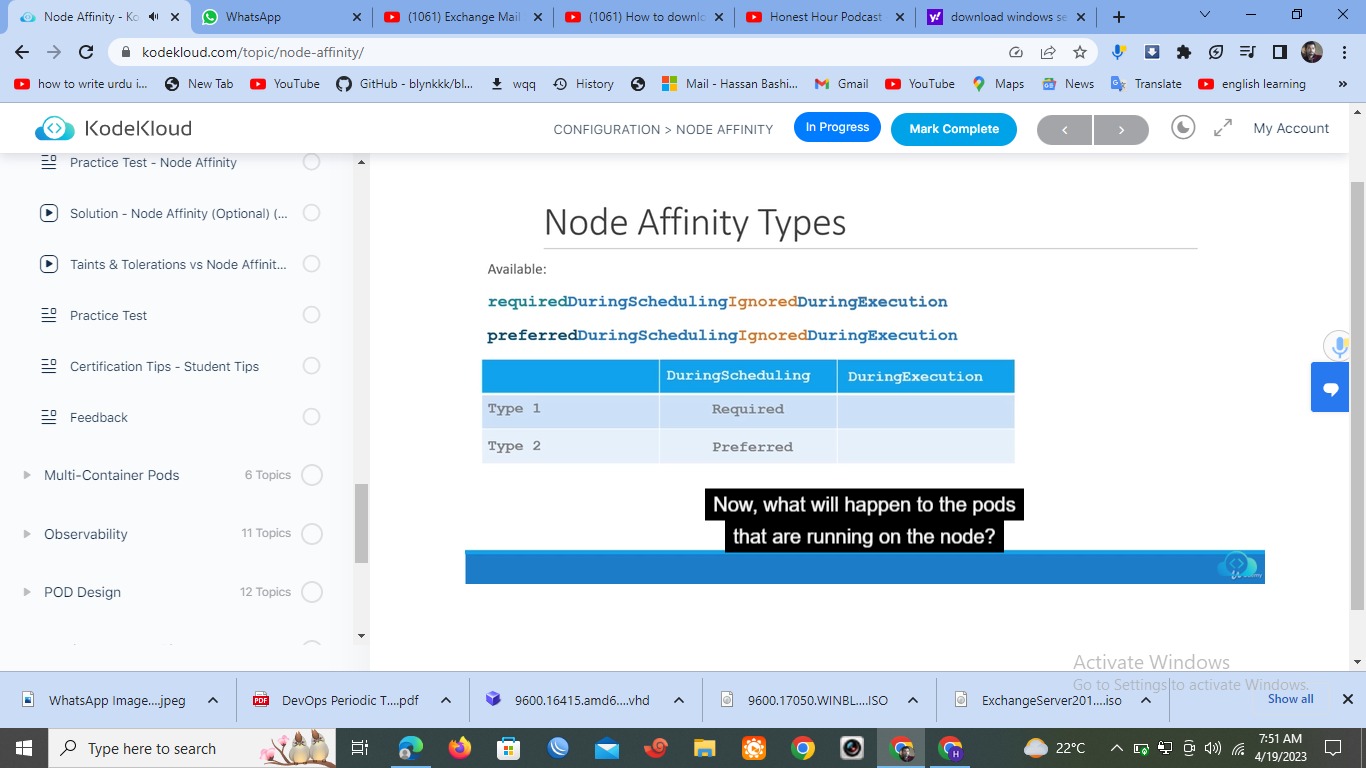 Node Affinity - Ko
WhatsApp
(1061) Exchange Mail
(1061) How to downlo
Honest Hour Podcast
download windows se
kodekloud.com/topic/node-affinity/
how to write urdu i...
New Tab
YouTube
GitHub - blynkkk/bl...
wqq
History
Mail - Hassan Bashi...
Gmail
YouTube
Maps
News
Translate
english learning
»
KodeKloud
CONFIGURATION > NODE AFFINITY
In Progress
Mark Complete
<
>
My Account
Practice Test - Node Affinity
Solution - Node Affinity (Optional) (...
Taints & Tolerations vs Node Affinit...
Practice Test
Certification Tips - Student Tips
Feedback
Multi-Container Pods 6 Topics
Observability 11 Topics
POD Design 12 Topics
Node Affinity Types
Available:
requiredDuringSchedulingIgnoredDuringExecution
preferredDuringSchedulingIgnoredDuringExecution
DuringScheduling DuringExecution
Type 1 Required
Type 2 Preferred
Now, what will happen to the pods
that are running on the node?
Activate Windows
Go to Settings to activate Windows.
WhatsApp Image....jpeg
DevOps Periodic T....pdf
9600.16415.amd6....vhd
9600.17050.WINBL....ISO
ExchangeServer201....iso
Show all
Type here to search
22°C
7:51 AM
4/19/2023